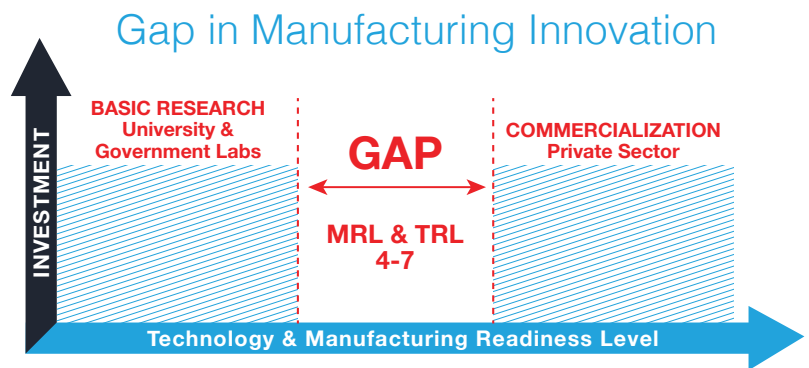 Gap in Manufacturing Innovation
INVESTMENT
BASIC RESEARCH
University &
Government Labs
GAP
MRL & TRL
4-7
COMMERCIALIZATION
Private Sector
Technology & Manufacturing Readiness Level